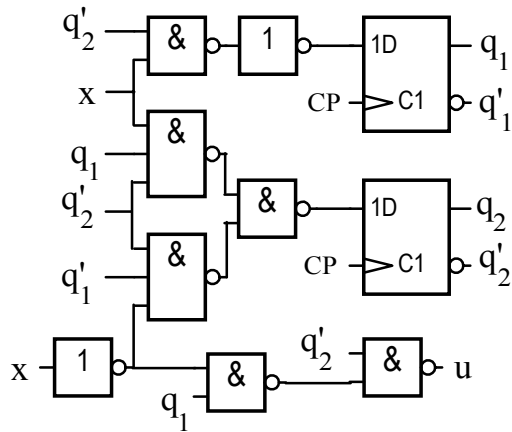 q'2 & 1 1D q1
x CP C1 q'1
&
q1
q'2 & 1D q2
&
q'1 CP C1 q'2
x 1 q'2 & u
&
q1